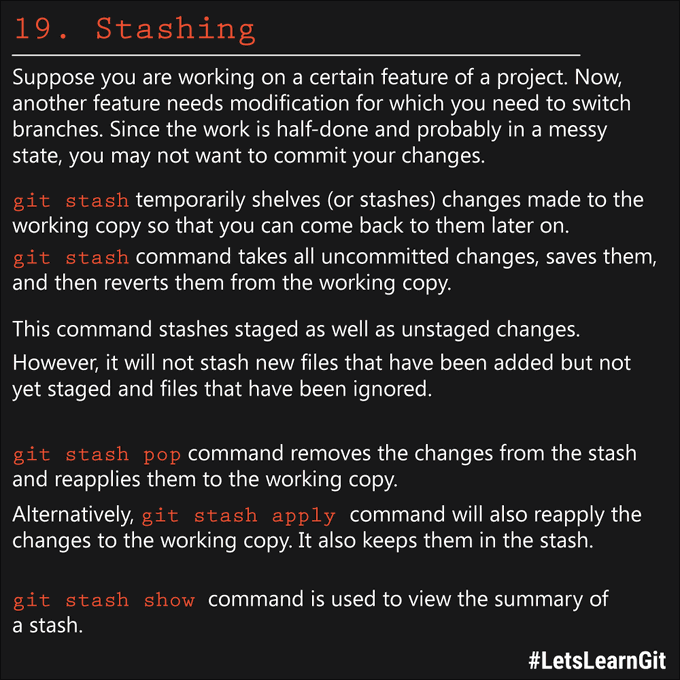 19. Stashing
Suppose you are working on a certain feature of a project. Now,
another feature needs modification for which you need to switch
branches. Since the work is half-done and probably in a messy
state, you may not want to commit your changes.
git stash temporarily shelves (or stashes) changes made to the
working copy so that you can come back to them later on.
git stash command takes all uncommitted changes, saves them,
and then reverts them from the working copy.
This command stashes staged as well as unstaged changes.
However, it will not stash new files that have been added but not
yet staged and files that have been ignored.
git stash pop command removes the changes from the stash
and reapplies them to the working copy.
Alternatively, git stash apply command will also reapply the
changes to the working copy. It also keeps them in the stash.
git stash show command is used to view the summary of
a stash.
#LetsLearnGit